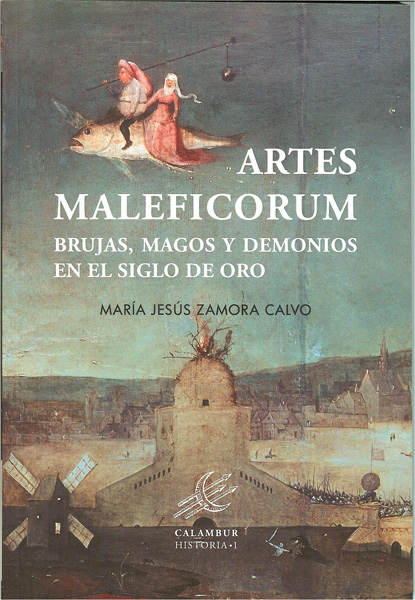 ARTES
MALEFICORUM
BRUJAS, MAGOS Y DEMONIOS
EN EL SIGLO DE ORO
MARÍA JESÚS ZAMORA CALVO
CALAMBUR
HISTORIA•1